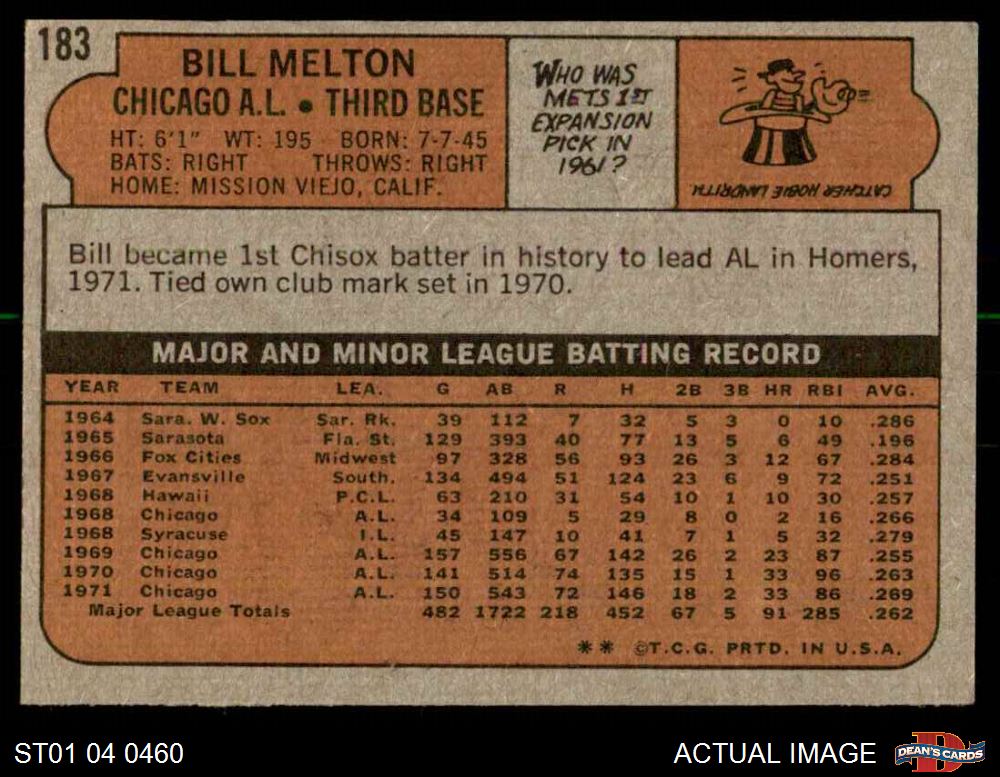 183
BILL MELTON
CHICAGO A.L. • THIRD BASE
HT: 6'1" WT: 195 BORN: 7-7-45
BATS: RIGHT THROWS: RIGHT
HOME: MISSION VIEJO, CALIF.
WHO WAS
METS 1ST
EXPANSION
PICK IN
1961?
CATCHER HOBIE LANDRITH
Bill became 1st Chisox batter in history to lead AL in Homers,
1971. Tied own club mark set in 1970.
MAJOR AND MINOR LEAGUE BATTING RECORD
YEAR TEAM LEA. G AB R H 2B 3B HR RBI AVG.
1964 Sara. W. Sox Sar. Rk. 39 112 7 32 5 3 0 10 .286
1965 Sarasota Fla. St. 129 393 40 77 13 5 6 49 .196
1966 Fox Cities Midwest 97 328 56 93 26 3 12 67 .284
1967 Evansville South. 134 494 51 124 23 6 9 72 .251
1968 Hawaii P.C.L. 63 210 31 54 10 1 10 30 .257
1968 Chicago A.L. 34 109 5 29 8 0 2 16 .266
1968 Syracuse I.L. 45 147 10 41 7 1 5 32 .279
1969 Chicago A.L. 157 556 67 142 26 2 23 87 .255
1970 Chicago A.L. 141 514 74 135 15 1 33 96 .263
1971 Chicago A.L. 150 543 72 146 18 2 33 86 .269
Major League Totals 482 1722 218 452 67 5 91 285 .262
** ©T.C.G. PRTD. IN U.S.A.
ST01 04 0460
ACTUAL IMAGE
D
DEAN'S CARDS